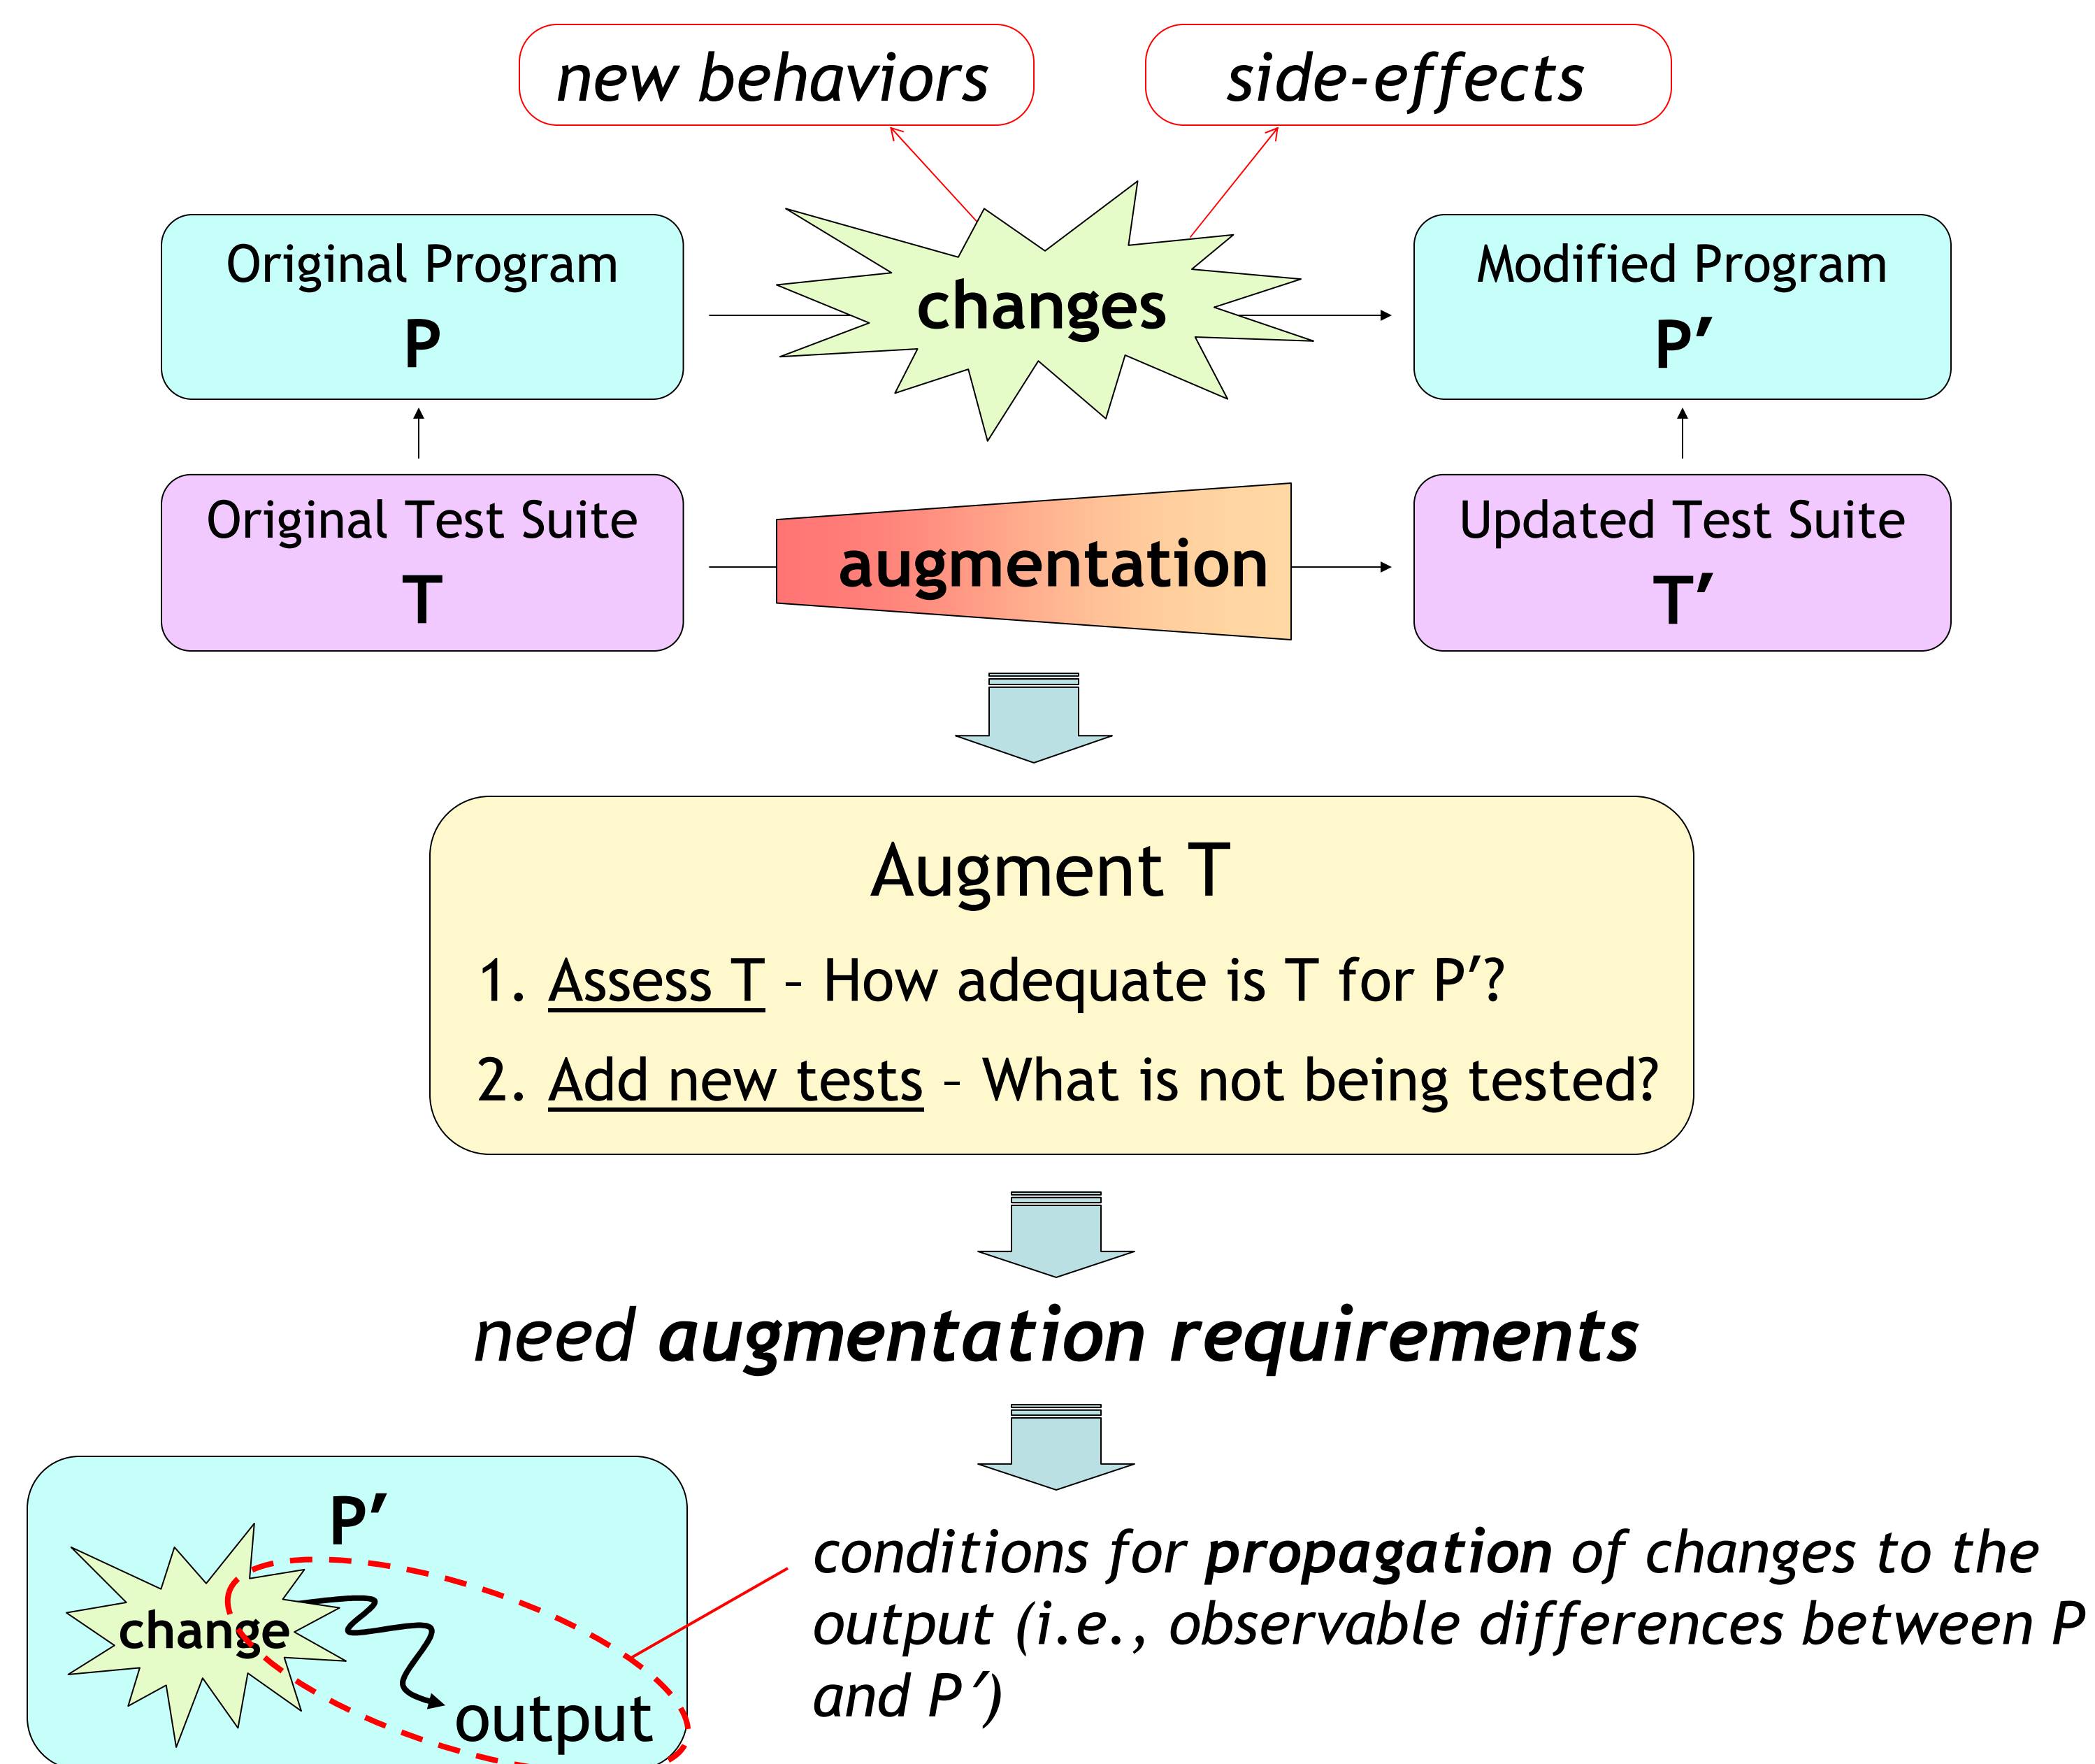 new behaviors
side-effects
Original Program
P
changes
Modified Program
P′
Original Test Suite
T
augmentation
Updated Test Suite
T′
Augment T
1. Assess T – How adequate is T for P′?
2. Add new tests – What is not being tested?
need augmentation requirements
P′
change
output
conditions for propagation of changes to the
output (i.e., observable differences between P
and P′)